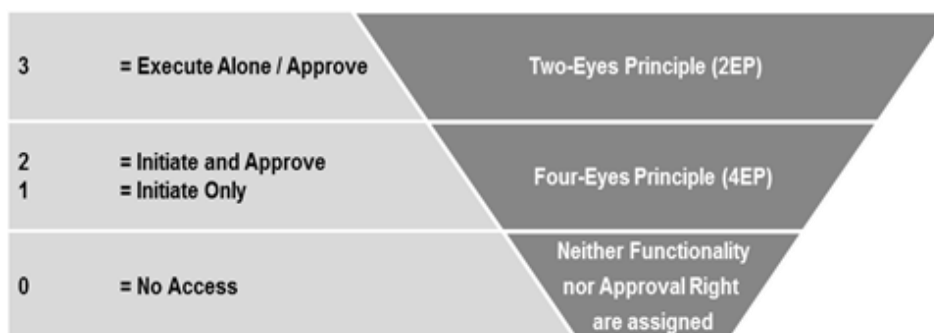 3 = Execute Alone / Approve
Two-Eyes Principle (2EP)
2 = Initiate and Approve
1 = Initiate Only
Four-Eyes Principle (4EP)
0 = No Access
Neither Functionality
nor Approval Right
are assigned